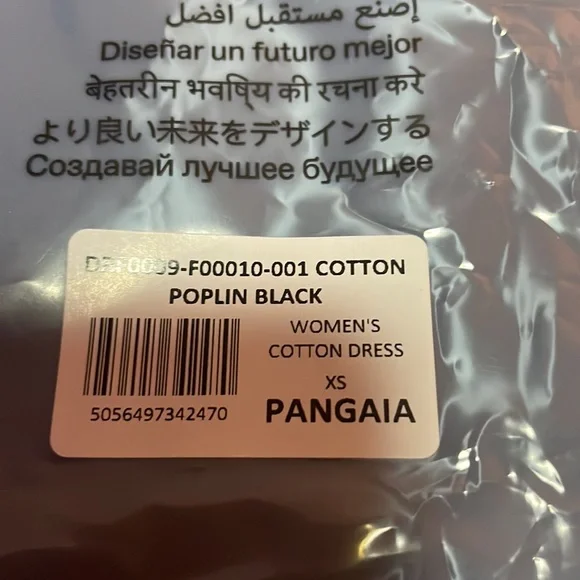 إصنع مستقبل افضل
Diseñar un futuro mejor
बेहतरीन भविष्य की रचना करे
より良い未来をデザインする
Создавай лучшее будущее
COTTON
POPLIN BLACK
WOMEN'S
COTTON DRESS
XS
5056497342470
PANGAIA